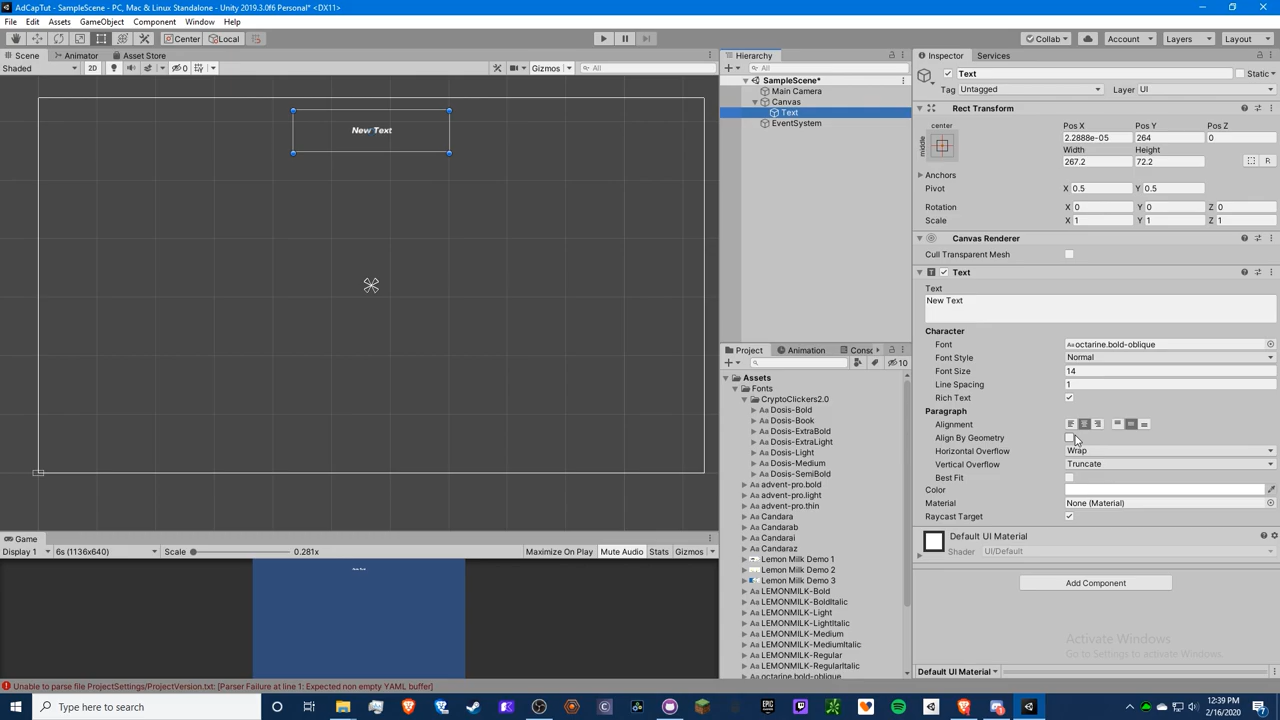 AdCapTut - SampleScene - PC, Mac & Linux Standalone - Unity 2019.3.0f6 Personal* <DX11>
File Edit Assets GameObject Component Window Help
Center Local Collab Account Layers Layout
Scene Animator Asset Store
Shaded 2D 0 Gizmos All
New Text
Hierarchy
All
SampleScene*
Main Camera
Canvas
Text
EventSystem
Project Animation Conso
10
Assets
Fonts
CryptoClickers2.0
Dosis-Bold
Dosis-Book
Dosis-ExtraBold
Dosis-ExtraLight
Dosis-Light
Dosis-Medium
Dosis-SemiBold
advent-pro.bold
advent-pro.light
advent-pro.thin
Candara
Candarab
Candarai
Candaraz
Lemon Milk Demo 1
Lemon Milk Demo 2
Lemon Milk Demo 3
LEMONMILK-Bold
LEMONMILK-BoldItalic
LEMONMILK-Light
LEMONMILK-LightItalic
LEMONMILK-Medium
LEMONMILK-MediumItalic
LEMONMILK-Regular
LEMONMILK-RegularItalic
octarine.bold-oblique
Inspector Services
Text Static
Tag Untagged Layer UI
Rect Transform
center
middle
Pos X Pos Y Pos Z
2.2888e-05 264 0
Width Height
267.2 72.2 R
Anchors
Pivot X 0.5 Y 0.5
Rotation X 0 Y 0 Z 0
Scale X 1 Y 1 Z 1
Canvas Renderer
Cull Transparent Mesh
Text
Text
New Text
Character
Font octarine.bold-oblique
Font Style Normal
Font Size 14
Line Spacing 1
Rich Text
Paragraph
Alignment
Align By Geometry
Horizontal Overflow Wrap
Vertical Overflow Truncate
Best Fit
Color
Material None (Material)
Raycast Target
Default UI Material
Shader UI/Default
Add Component
Activate Windows
Go to Settings to activate Windows.
Default UI Material
Game
Display 1 6s (1136x640) Scale 0.281x Maximize On Play Mute Audio Stats Gizmos
Unable to parse file ProjectSettings/ProjectVersion.txt: [Parser Failure at line 1: Expected non empty YAML buffer]
Type here to search
12:39 PM
2/16/2020